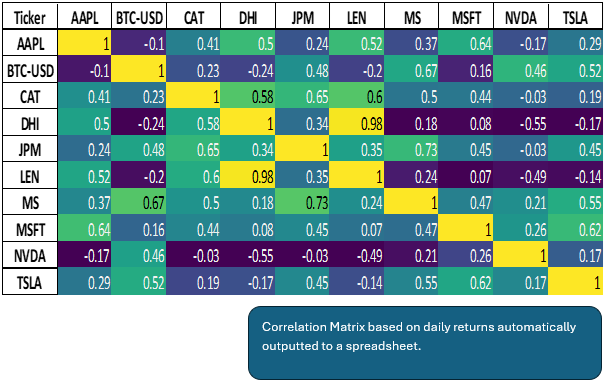 Ticker AAPL BTC-USD CAT DHI JPM LEN MS MSFT NVDA TSLA
AAPL 1 -0.1 0.41 0.5 0.24 0.52 0.37 0.64 -0.17 0.29
BTC-USD -0.1 1 0.23 -0.24 0.48 -0.2 0.67 0.16 0.46 0.52
CAT 0.41 0.23 1 0.58 0.65 0.6 0.5 0.44 -0.03 0.19
DHI 0.5 -0.24 0.58 1 0.34 0.98 0.18 0.08 -0.55 -0.17
JPM 0.24 0.48 0.65 0.34 1 0.35 0.73 0.45 -0.03 0.45
LEN 0.52 -0.2 0.6 0.98 0.35 1 0.24 0.07 -0.49 -0.14
MS 0.37 0.67 0.5 0.18 0.73 0.24 1 0.47 0.21 0.55
MSFT 0.64 0.16 0.44 0.08 0.45 0.07 0.47 1 0.26 0.62
NVDA -0.17 0.46 -0.03 -0.55 -0.03 -0.49 0.21 0.26 1 0.17
TSLA 0.29 0.52 0.19 -0.17 0.45 -0.14 0.55 0.62 0.17 1
Correlation Matrix based on daily returns automatically
outputted to a spreadsheet.